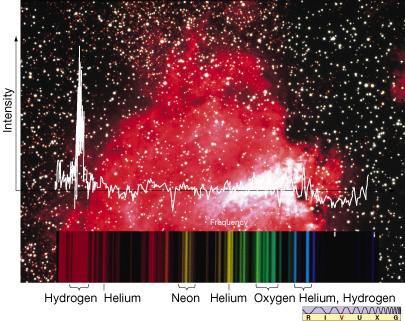 Intensity
Frequency
Hydrogen Helium Neon Helium Oxygen Helium, Hydrogen
R I V U X G